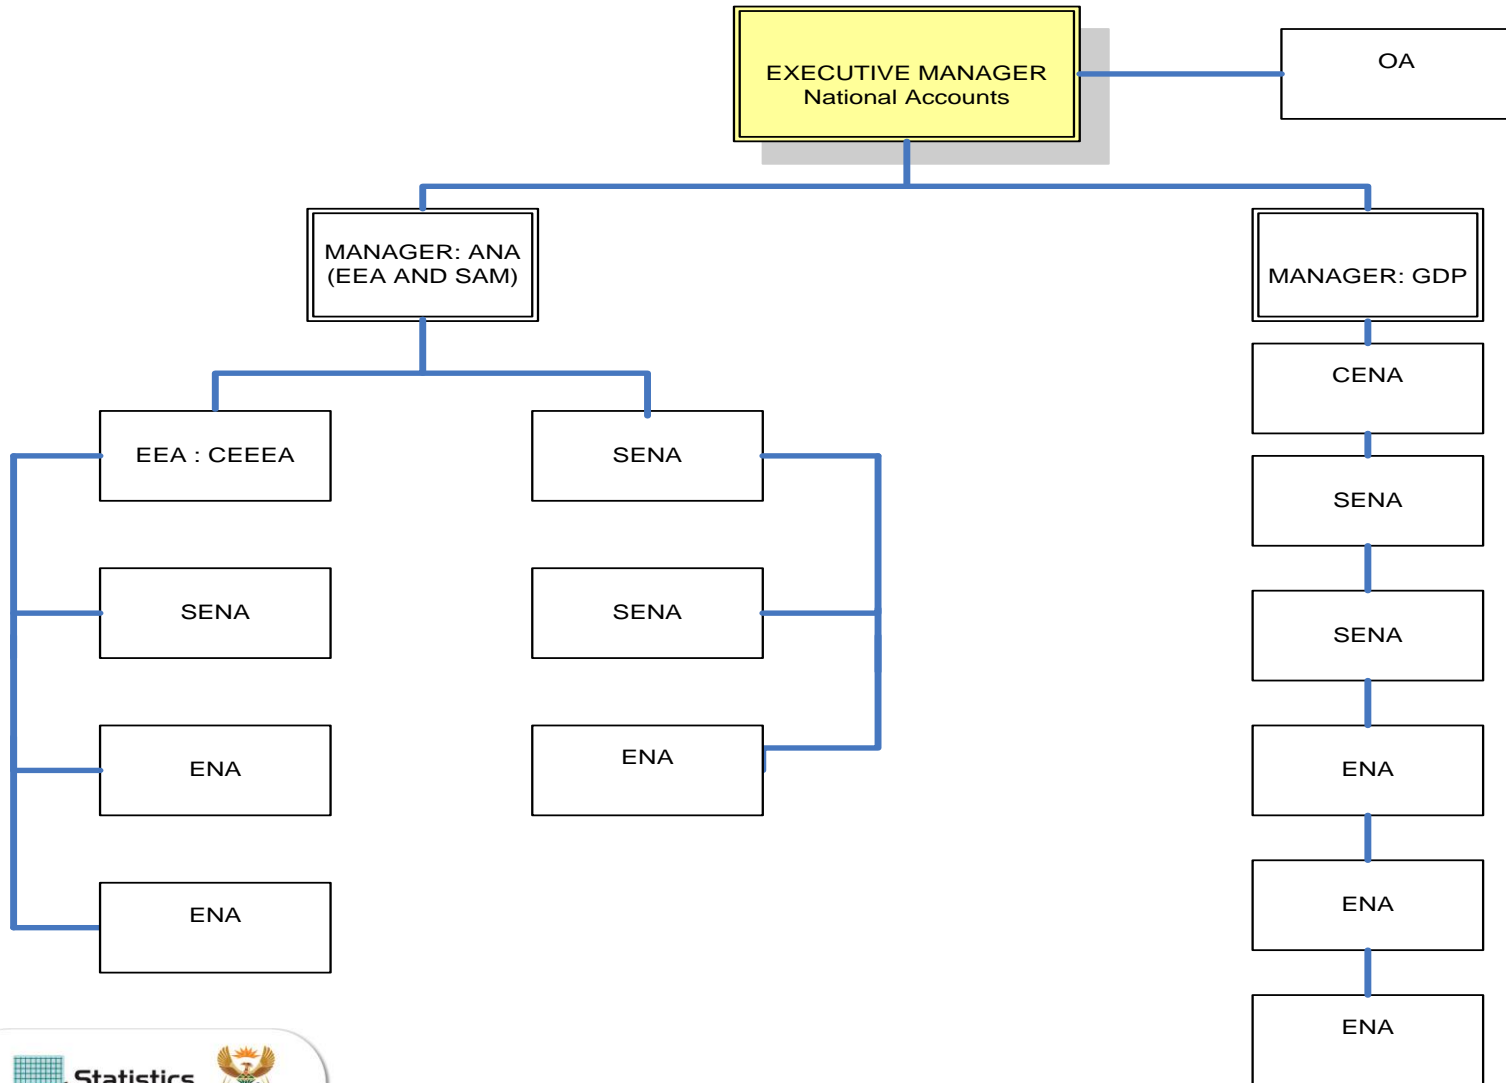 EXECUTIVE MANAGER
National Accounts
OA
MANAGER: ANA
(EEA AND SAM)
MANAGER: GDP
CENA
EEA : CEEEA
SENA
SENA
SENA
SENA
SENA
ENA
ENA
ENA
ENA
ENA
ENA
Statistics